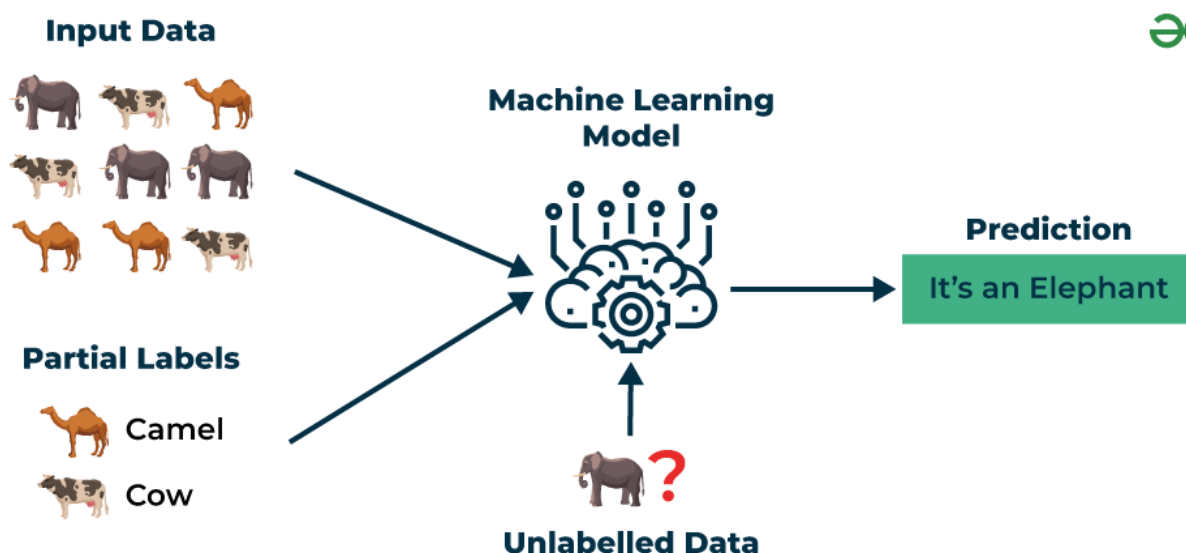 Input Data
Machine Learning
Model
Prediction
It's an Elephant
Partial Labels
Camel
Cow
?
Unlabelled Data